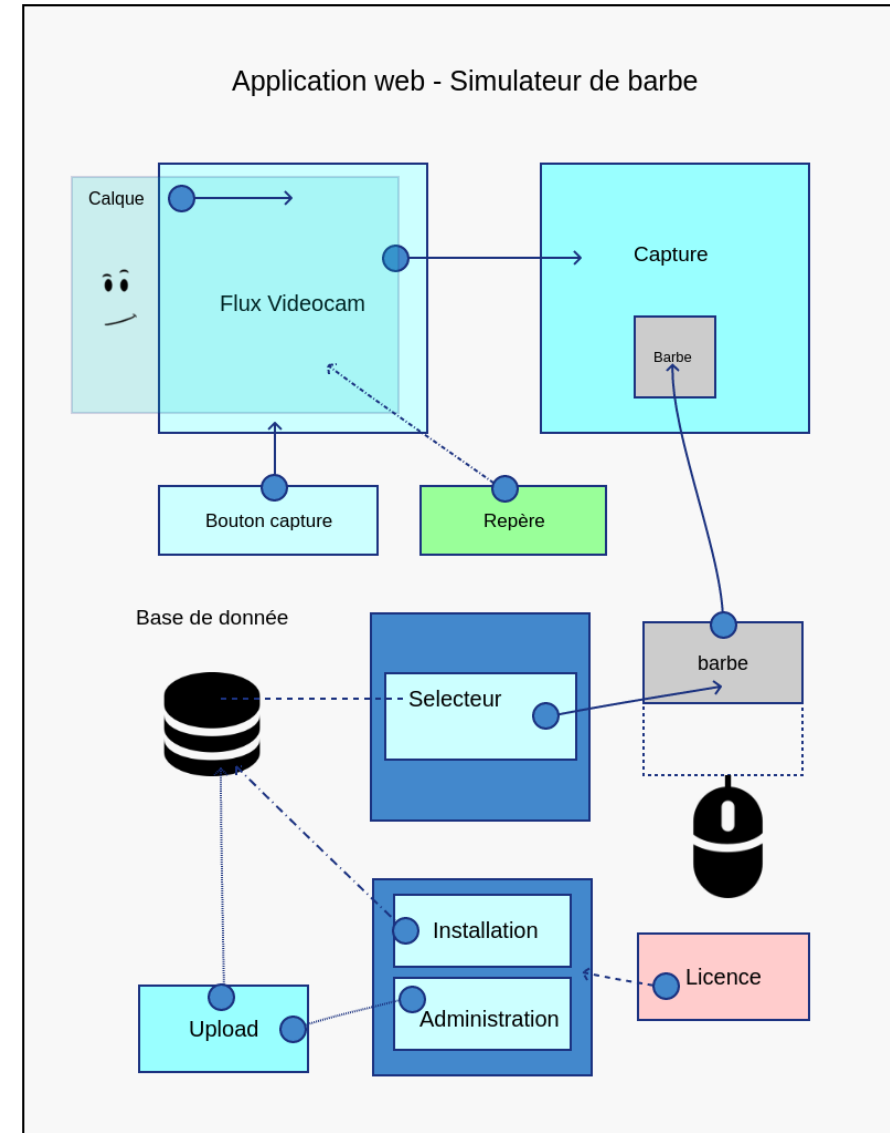 Application web - Simulateur de barbe
Calque
Flux Videocam
Capture
Barbe
Bouton capture
Repère
Base de donnée
Selecteur
barbe
Installation
Administration
Licence
Upload